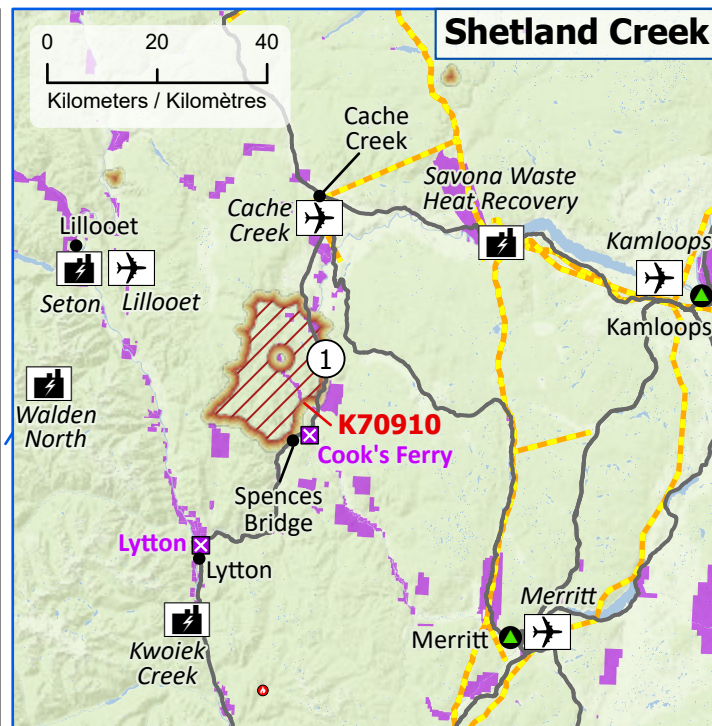 Shetland Creek
0 20 40
Kilometers / Kilomètres
Cache
Creek
Savona Waste
Heat Recovery
Cache
Creek
Kamloops
Lillooet
Seton
Lillooet
Kamloops
1
Walden
North
K70910
Cook's Ferry
Spences
Bridge
Lytton
Lytton
Merritt
Merritt
Kwoiek
Creek